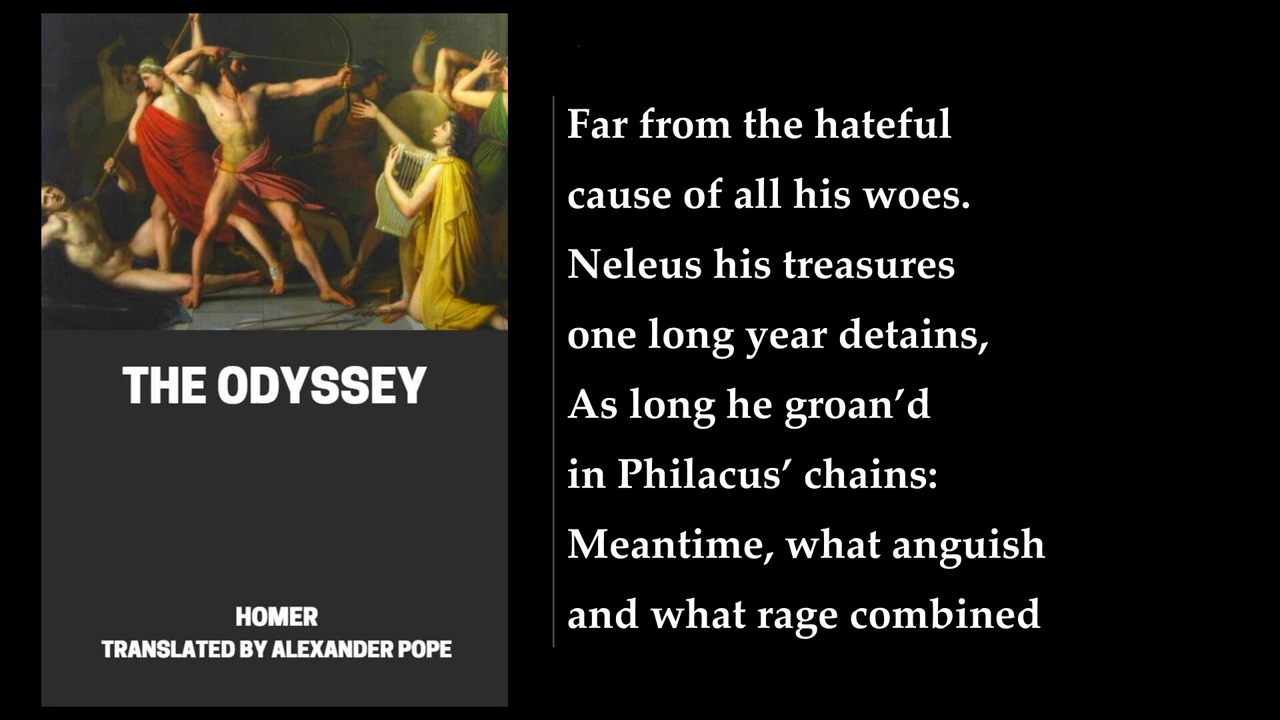 THE ODYSSEY
HOMER
TRANSLATED BY ALEXANDER POPE
Far from the hateful
cause of all his woes.
Neleus his treasures
one long year detains,
As long he groan’d
in Philacus’ chains:
Meantime, what anguish
and what rage combined